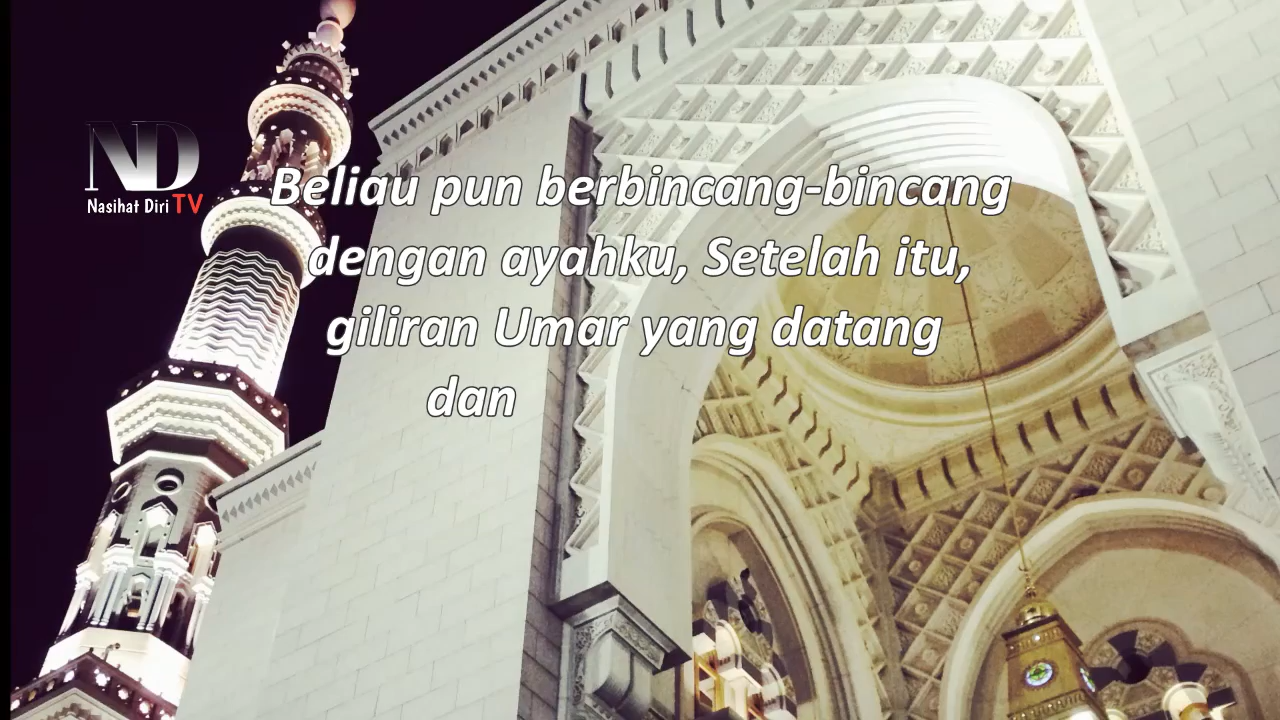 ND
Nasihat Diri TV
Beliau pun berbincang-bincang
dengan ayahku, Setelah itu,
giliran Umar yang datang
dan